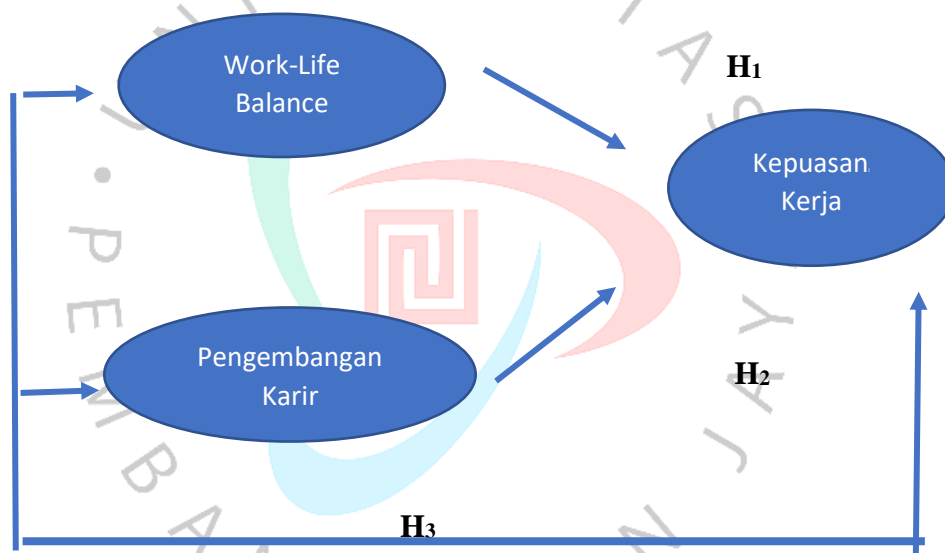 Work-Life
Balance
H1
Kepuasan
Kerja
Pengembangan
Karir
H2
H3